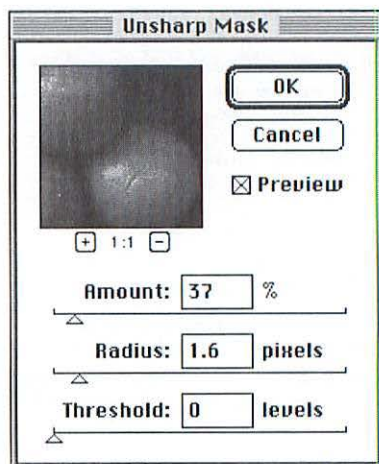 Unsharp Mask
OK
Cancel
Preview
+ 1:1 −
Amount: 37 %
Radius: 1.6 pixels
Threshold: 0 levels